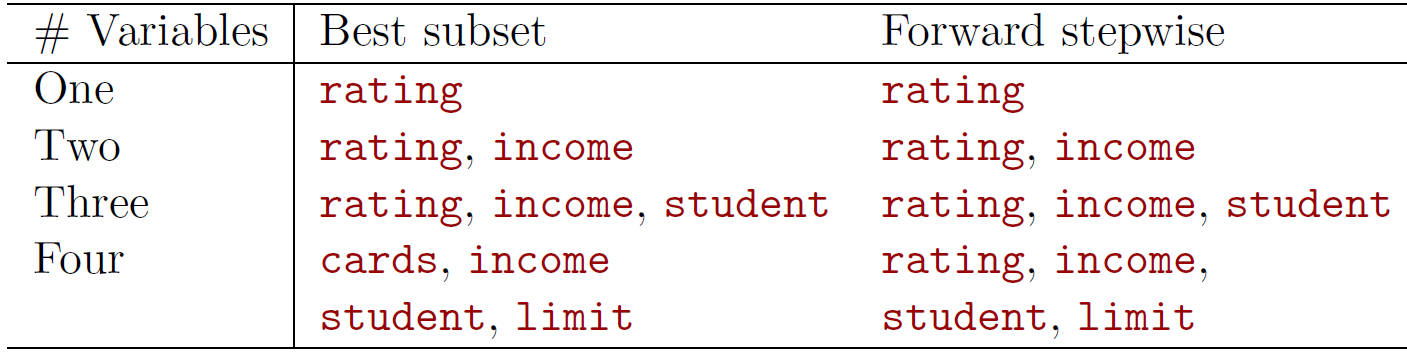 # Variables Best subset Forward stepwise
One rating rating
Two rating, income rating, income
Three rating, income, student rating, income, student
Four cards, income rating, income,
student, limit student, limit